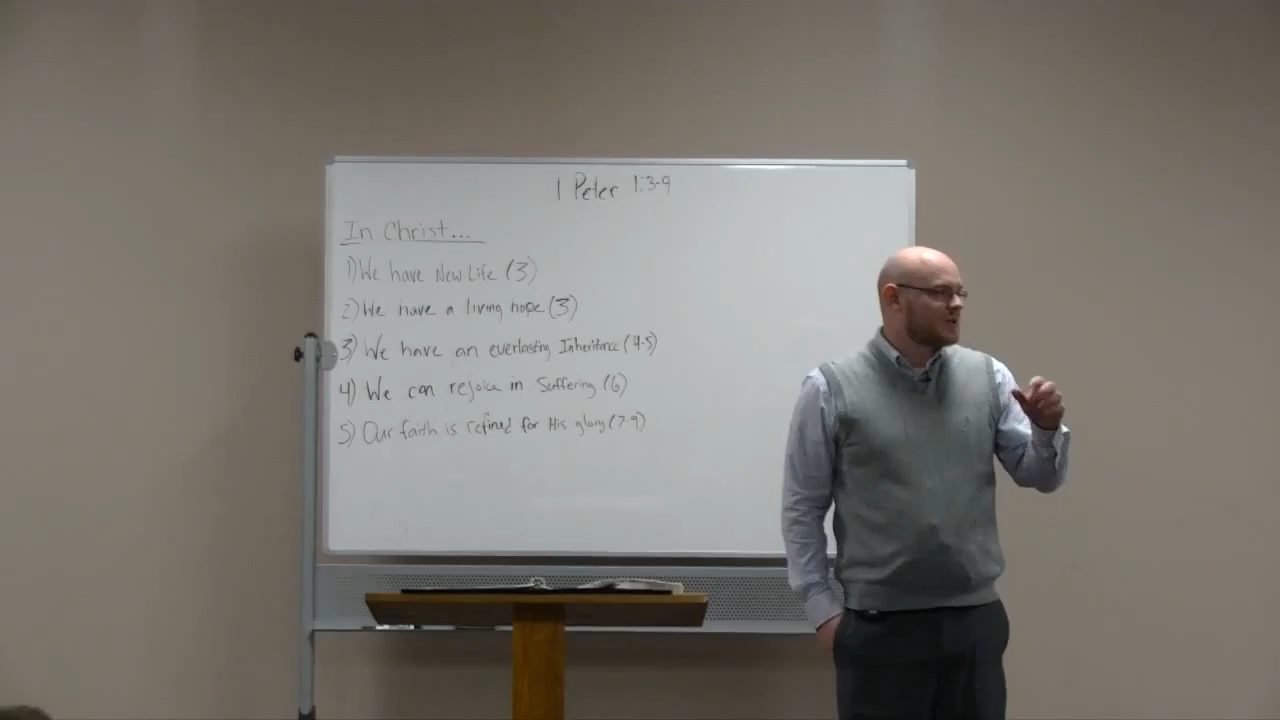 1 Peter 1:3-9
In Christ...
1) We have New Life (3)
2) We have a living hope (3)
3) We have an everlasting Inheritance (4-5)
4) We can rejoice in Suffering (6)
5) Our faith is refined for His glory (7-9)